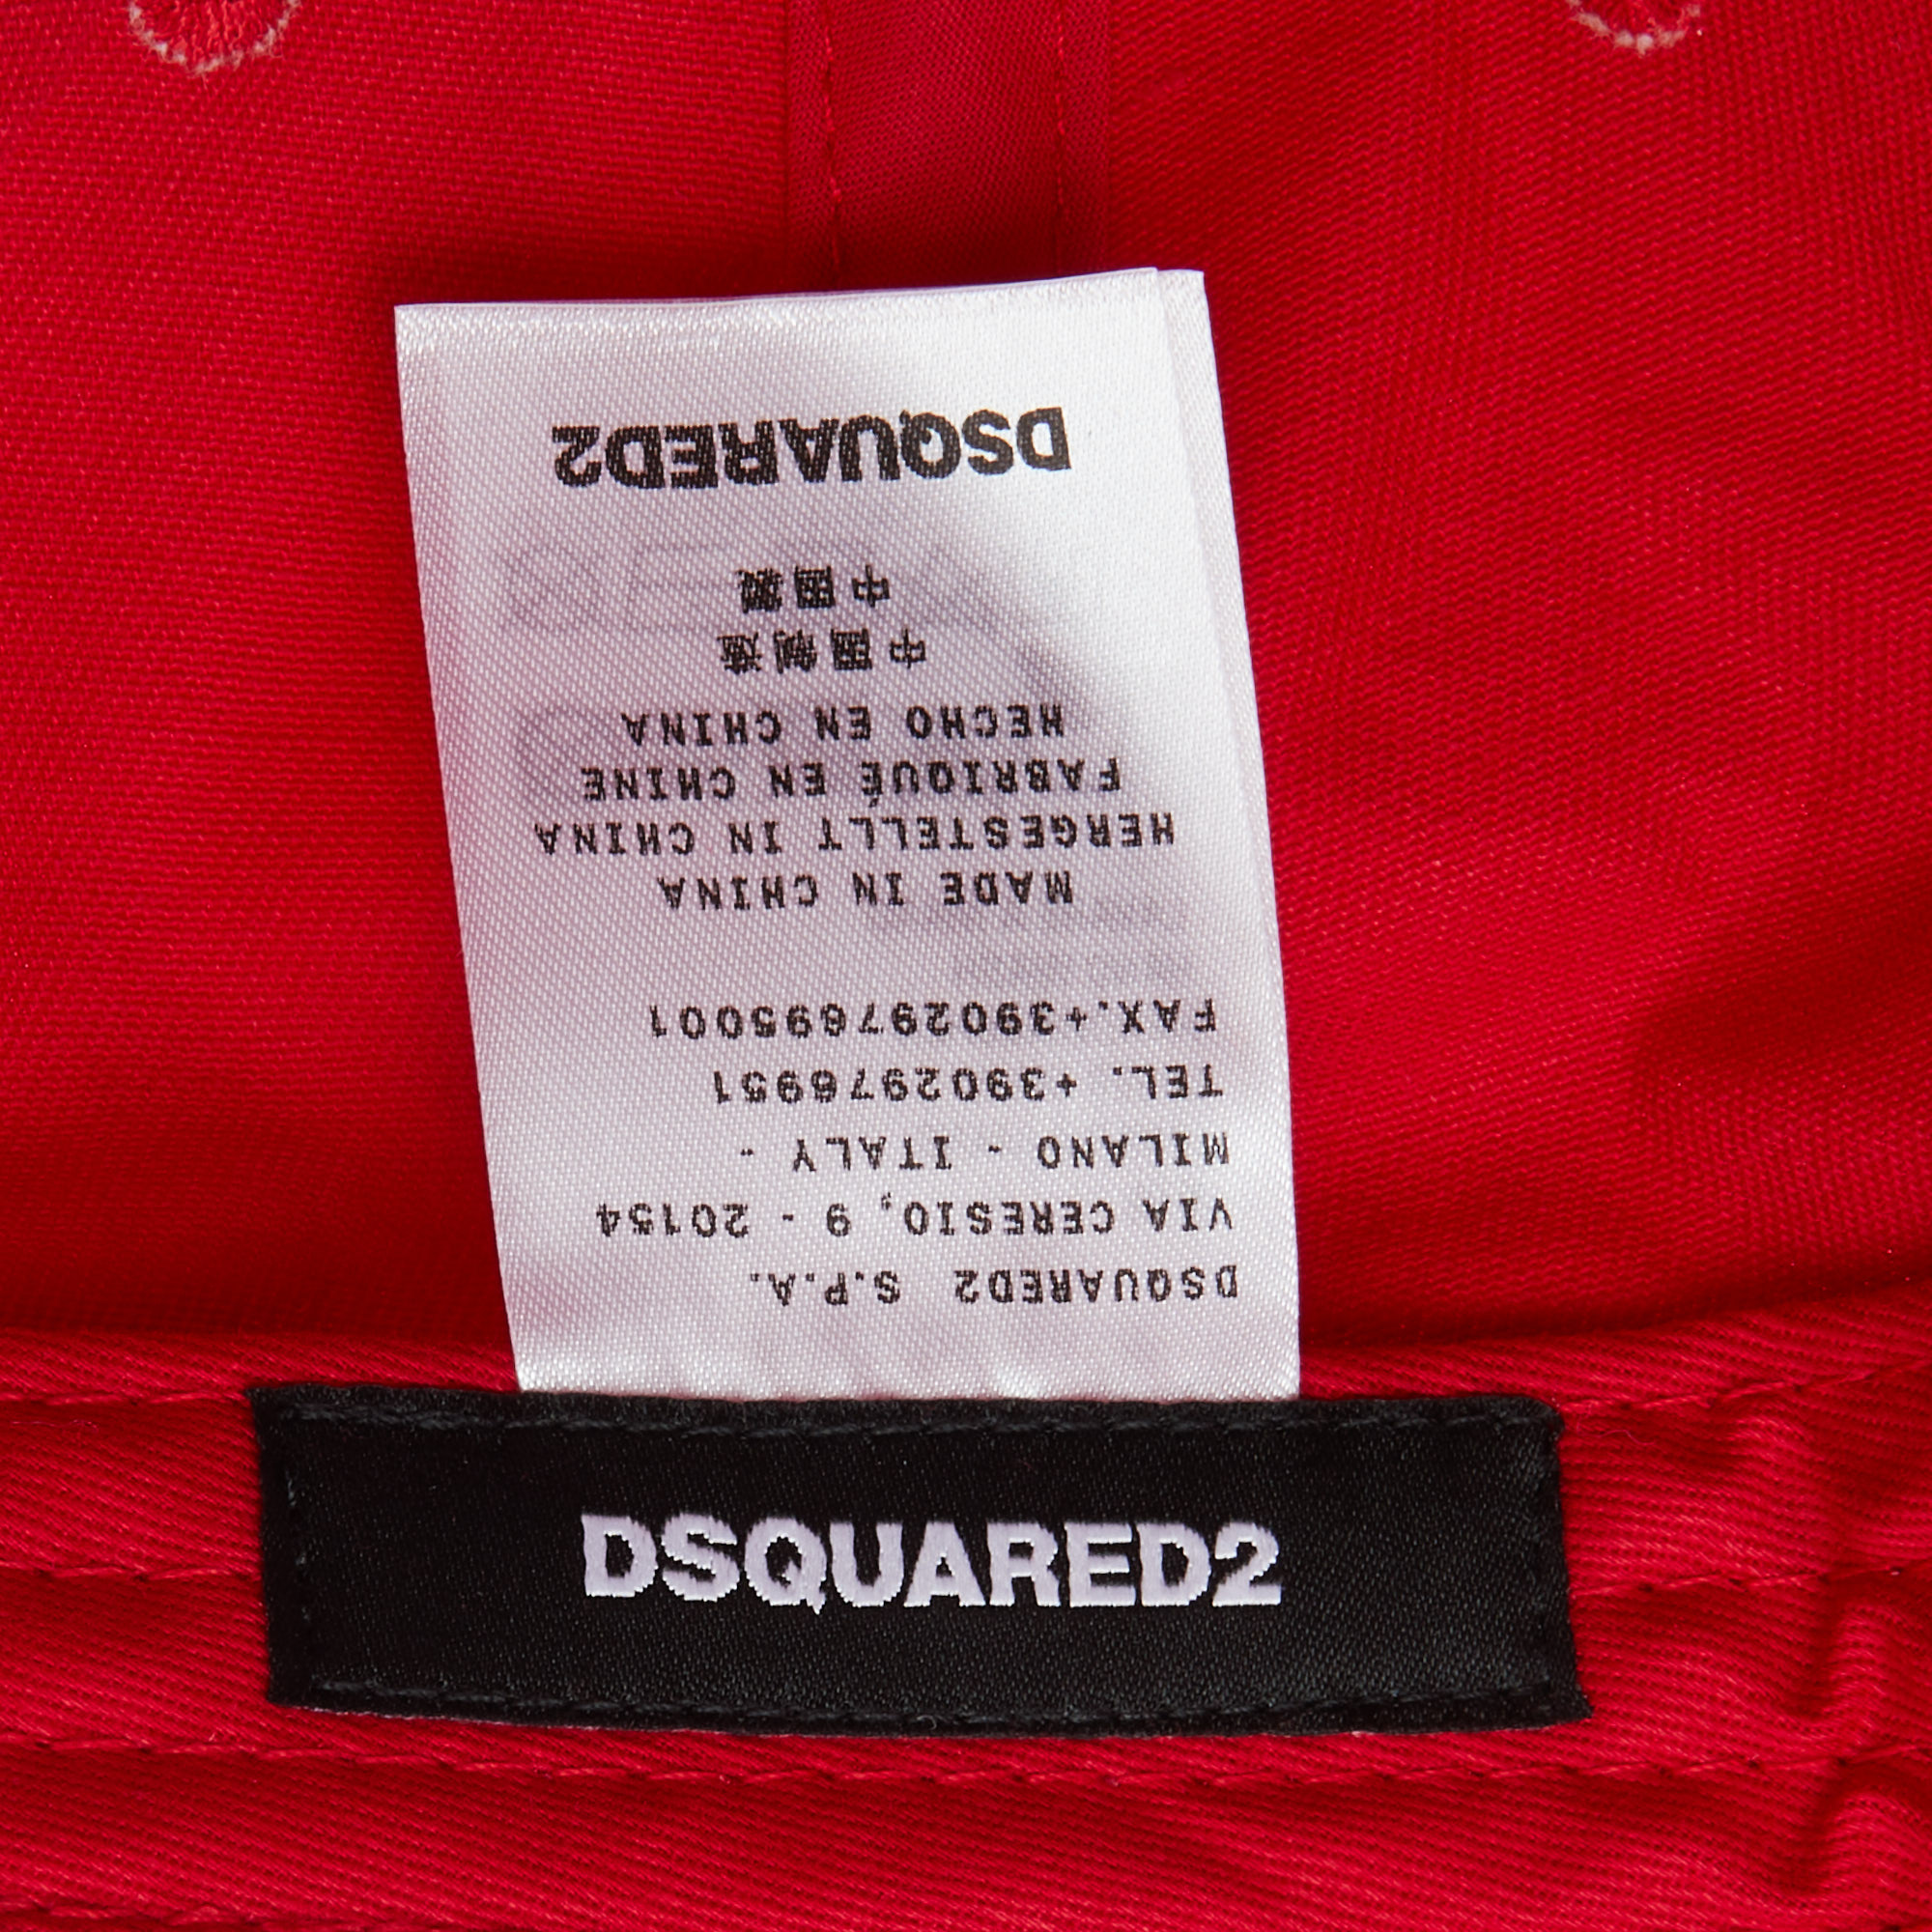 DSQUARED2 S.P.A.
VIA CERESIO, 9 - 20154
MILANO - ITALY -
TEL. +3902976951
FAX.+390297695001
MADE IN CHINA
HERGESTELLT IN CHINA
FABRIQUÉ EN CHINE
HECHO EN CHINA
中国制造
中国製
DSQUARED2
DSQUARED2